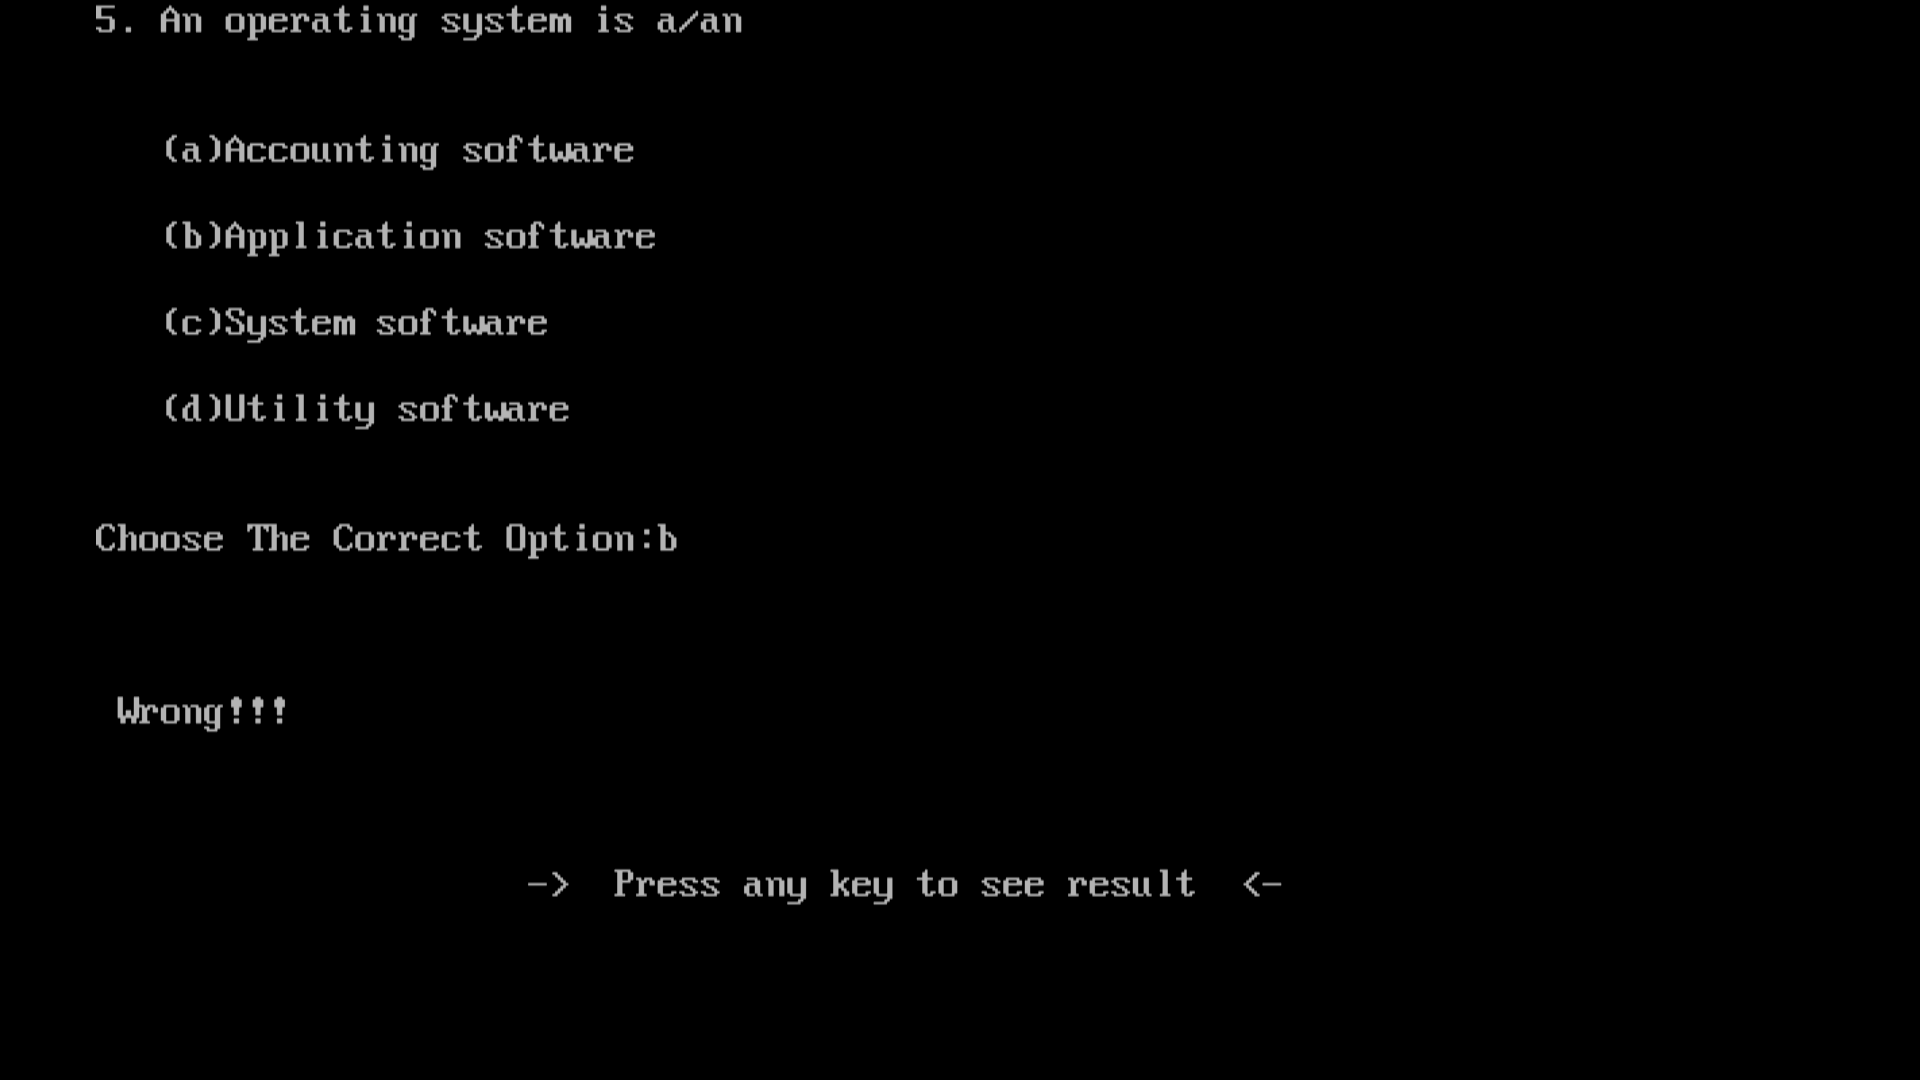 5. An operating system is a/an
(a)Accounting software
(b)Application software
(c)System software
(d)Utility software
Choose The Correct Option:b
Wrong!!!
-> Press any key to see result <-